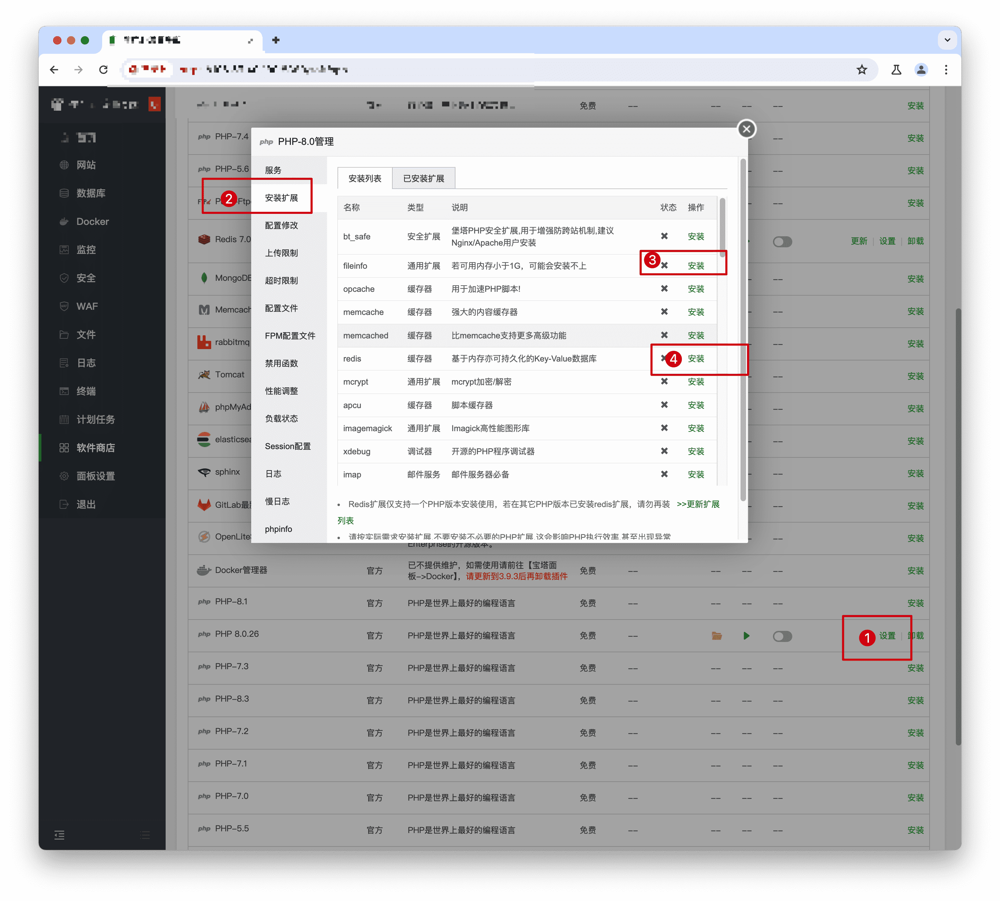 免费 -- -- -- -- 安装
网站
数据库
Docker
监控
安全
WAF
文件
日志
终端
计划任务
软件商店
面板设置
退出
php PHP-7.4 -- 安装
php PHP-5.6 -- 安装
-- 安装
Redis 7.0 更新 | 设置 | 卸载
MongoDB -- 安装
Memcach -- 安装
rabbitmq -- 安装
Tomcat -- 安装
phpMyAd -- 安装
elasticsea -- 安装
sphinx -- 安装
GitLab最 -- 安装
OpenLite -- 安装
php PHP-8.0管理
服务
2 安装扩展
配置修改
上传限制
超时限制
配置文件
FPM配置文件
禁用函数
性能调整
负载状态
Session配置
日志
慢日志
phpinfo
安装列表 已安装扩展
名称 类型 说明 状态 操作
bt_safe 安全扩展 堡塔PHP安全扩展,用于增强防跨站机制,建议
Nginx/Apache用户安装 安装
fileinfo 通用扩展 若可用内存小于1G，可能会安装不上 3 安装
opcache 缓存器 用于加速PHP脚本! 安装
memcache 缓存器 强大的内容缓存器 安装
memcached 缓存器 比memcache支持更多高级功能 安装
redis 缓存器 基于内存亦可持久化的Key-Value数据库 4 安装
mcrypt 通用扩展 mcrypt加密/解密 安装
apcu 缓存器 脚本缓存器 安装
imagemagick 通用扩展 Imagick高性能图形库 安装
xdebug 调试器 开源的PHP程序调试器 安装
imap 邮件服务 邮件服务器必备 安装
• Redis扩展仅支持一个PHP版本安装使用，若在其它PHP版本已安装redis扩展，请勿再装 >>更新扩展
列表
• 请按实际需求安装扩展,不要安装不必要的PHP扩展,这会影响PHP执行效率,甚至出现异常
Enterprise的开源版本。
Docker管理器 官方 已不提供维护，如需使用请前往【宝塔面
板->Docker】，请更新到3.9.3后再卸载插件 免费 -- -- -- -- 安装
php PHP-8.1 官方 PHP是世界上最好的编程语言 免费 -- -- -- -- 安装
php PHP 8.0.26 官方 PHP是世界上最好的编程语言 免费 -- 1 设置 | 卸载
php PHP-7.3 官方 PHP是世界上最好的编程语言 免费 -- -- -- -- 安装
php PHP-8.3 官方 PHP是世界上最好的编程语言 免费 -- -- -- -- 安装
php PHP-7.2 官方 PHP是世界上最好的编程语言 免费 -- -- -- -- 安装
php PHP-7.1 官方 PHP是世界上最好的编程语言 免费 -- -- -- -- 安装
php PHP-7.0 官方 PHP是世界上最好的编程语言 免费 -- -- -- -- 安装
php PHP-5.5 官方 PHP是世界上最好的编程语言 免费 -- -- -- -- 安装